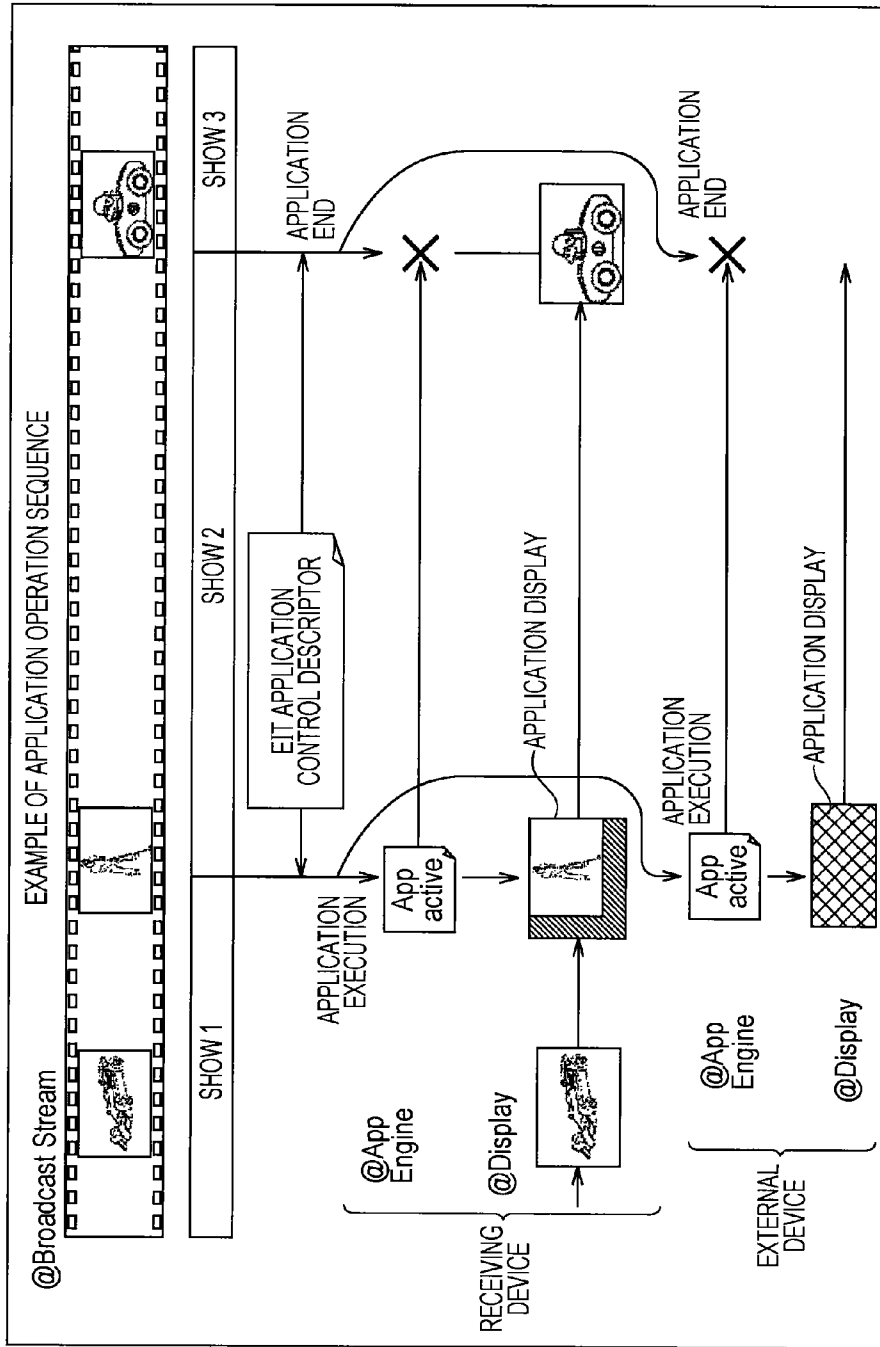 EXAMPLE OF APPLICATION OPERATION SEQUENCE
@Broadcast Stream
SHOW 1
SHOW 2
SHOW 3
EIT APPLICATION
CONTROL DESCRIPTOR
APPLICATION
EXECUTION
APPLICATION
END
RECEIVING
DEVICE
@App
Engine
App
active
@Display
APPLICATION DISPLAY
APPLICATION
EXECUTION
APPLICATION
END
EXTERNAL
DEVICE
@App
Engine
App
active
@Display
APPLICATION DISPLAY